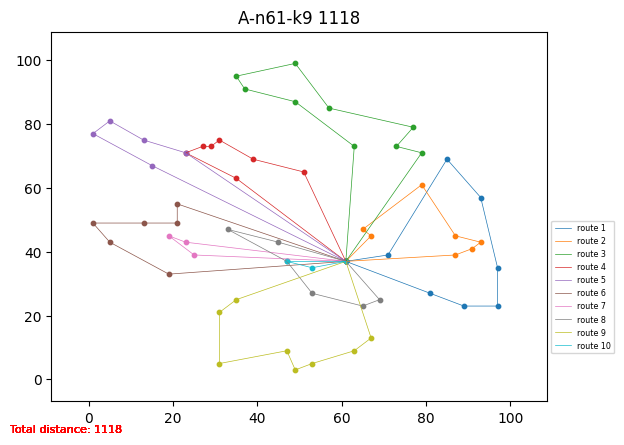 A-n61-k9 1118
100
80
60
40
20
0
0 20 40 60 80 100
route 1
route 2
route 3
route 4
route 5
route 6
route 7
route 8
route 9
route 10
Total distance: 1118